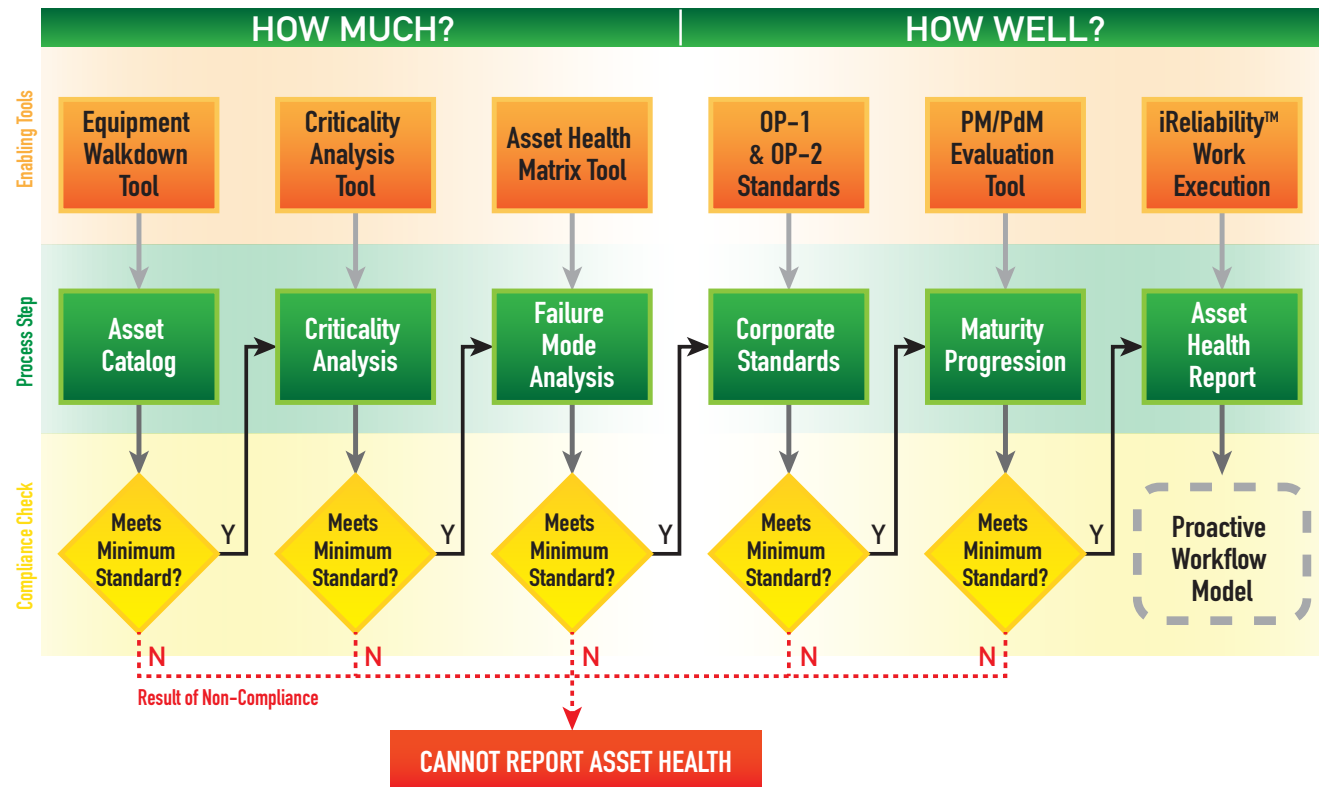 HOW MUCH?
HOW WELL?
Enabling Tools
Equipment
Walkdown
Tool
Criticality
Analysis
Tool
Asset Health
Matrix Tool
OP-1
& OP-2
Standards
PM/PdM
Evaluation
Tool
iReliability™
Work
Execution
Process Step
Asset
Catalog
Criticality
Analysis
Failure
Mode
Analysis
Corporate
Standards
Maturity
Progression
Asset
Health
Report
Compliance Check
Meets
Minimum
Standard?
Y
Meets
Minimum
Standard?
Y
Meets
Minimum
Standard?
Y
Meets
Minimum
Standard?
Y
Meets
Minimum
Standard?
Y
Proactive
Workflow
Model
N
N
N
N
N
Result of Non-Compliance
CANNOT REPORT ASSET HEALTH